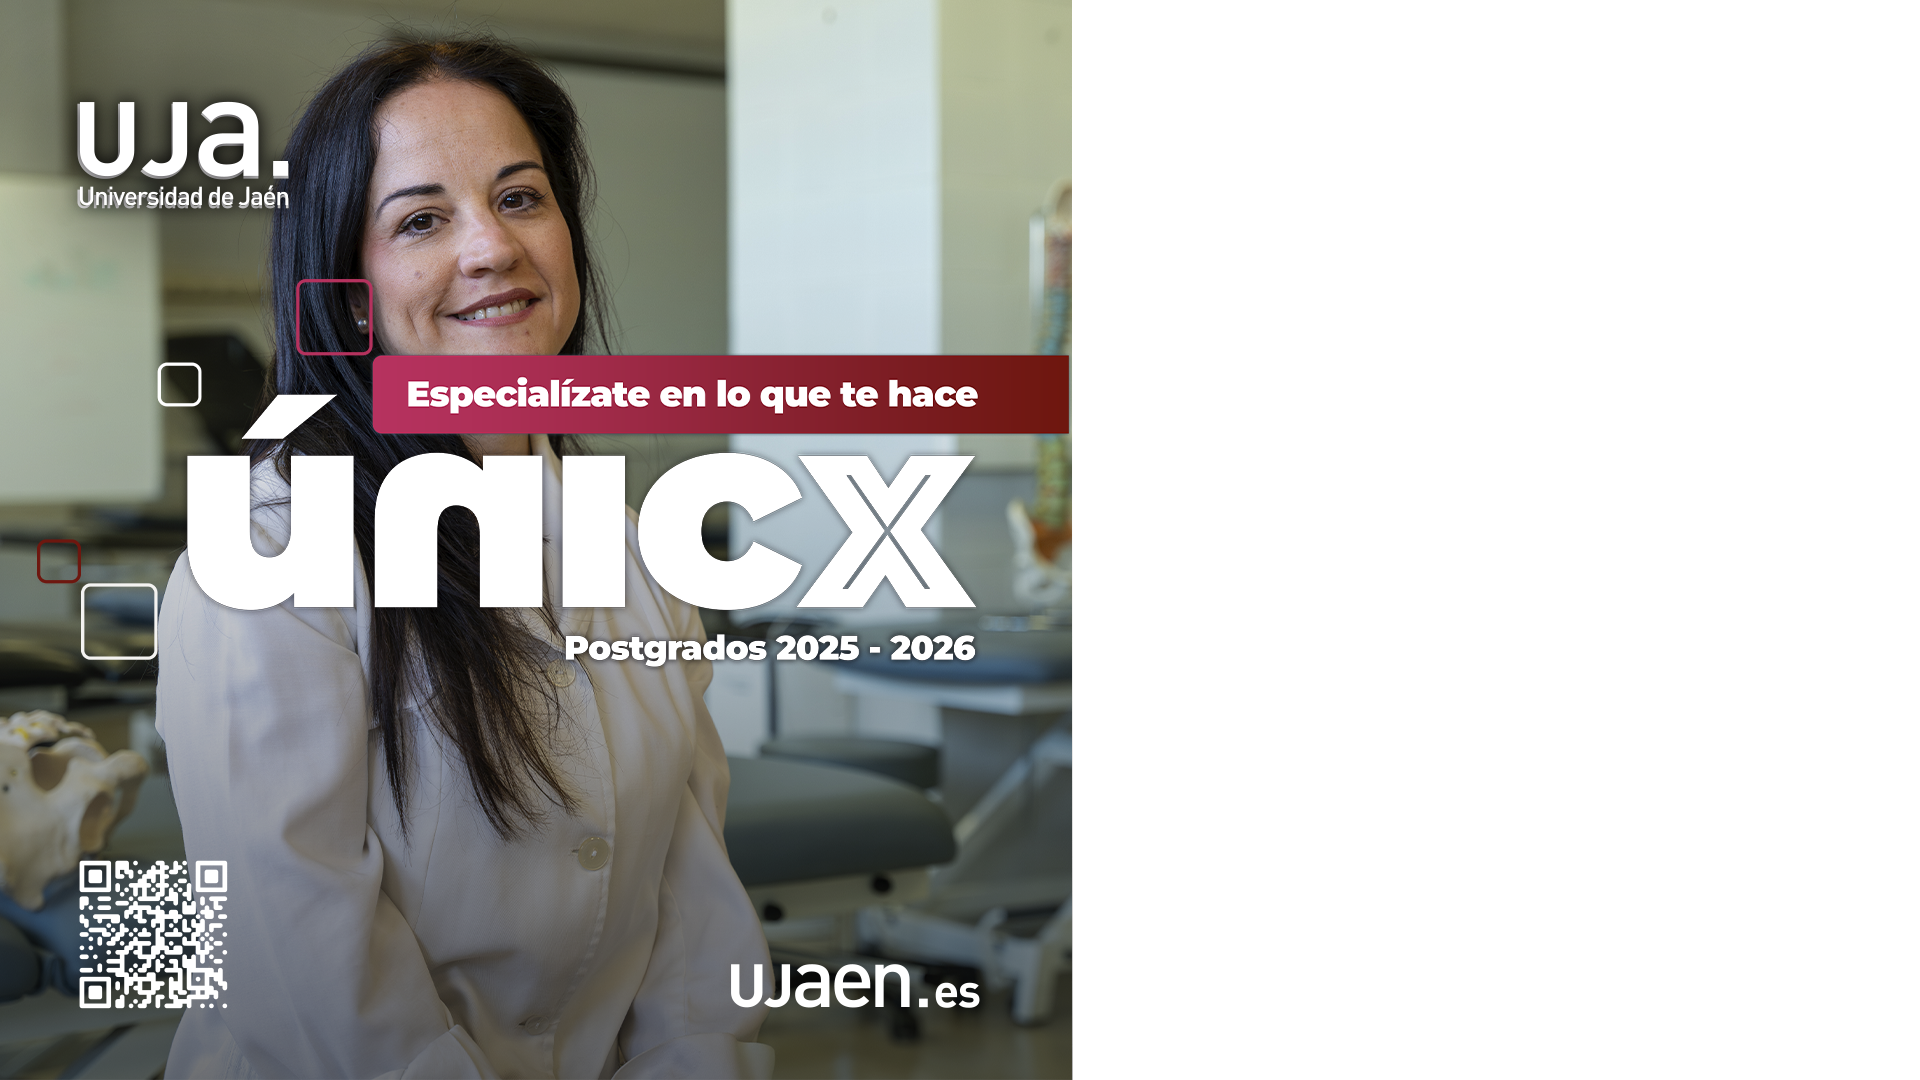 uja.
Universidad de Jaén
Especialízate en lo que te hace
únicx
Postgrados 2025 - 2026
ujaen.es